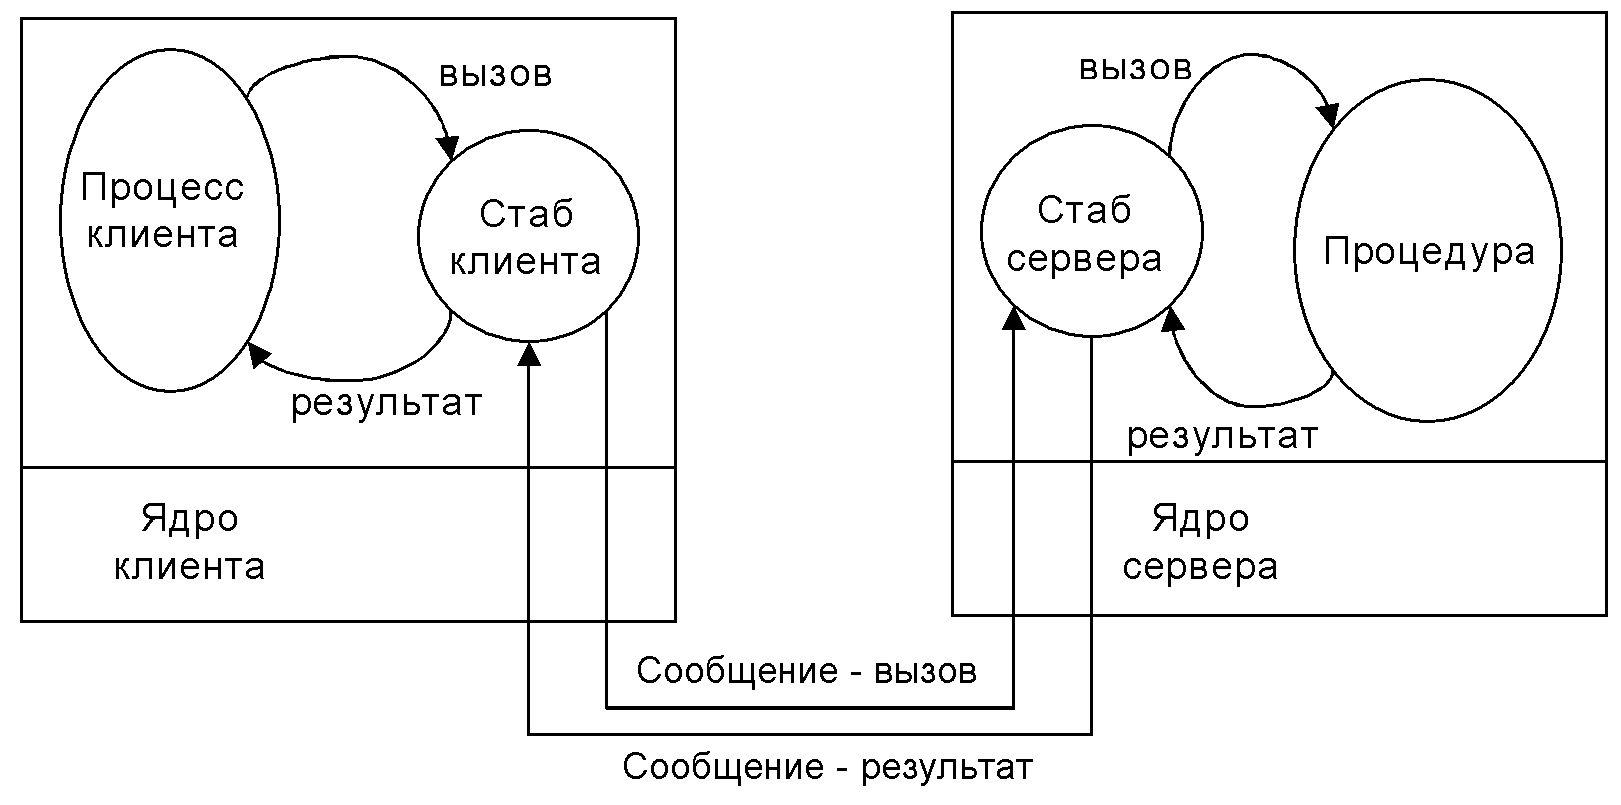 вызов
Процесс
клиента
Стаб
клиента
результат
Ядро
клиента
вызов
Стаб
сервера
Процедура
результат
Ядро
сервера
Сообщение - вызов
Сообщение - результат